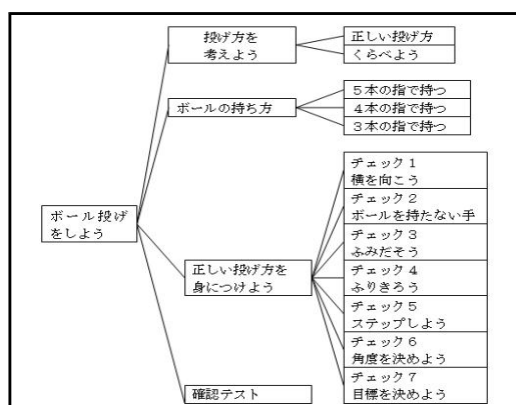 ボール投げ
をしよう
投げ方を
考えよう
正しい投げ方
くらべよう
ボールの持ち方
5本の指で持つ
4本の指で持つ
3本の指で持つ
正しい投げ方を
身につけよう
チェック1
横を向こう
チェック2
ボールを持たない手
チェック3
ふみだそう
チェック4
ふりきろう
チェック5
ステップしよう
チェック6
角度を決めよう
チェック7
目標を決めよう
確認テスト